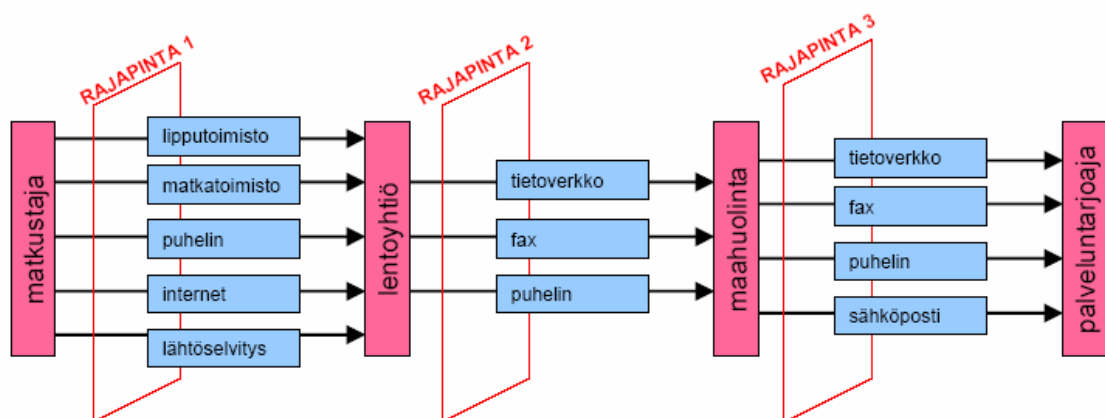 RAJAPINTA 1
RAJAPINTA 2
RAJAPINTA 3
matkustaja
lipputoimisto
matkatoimisto
puhelin
internet
lähtöselvitys
lentoyhtiö
tietoverkko
fax
puhelin
maahuolinta
tietoverkko
fax
puhelin
sähköposti
palveluntarjoaja